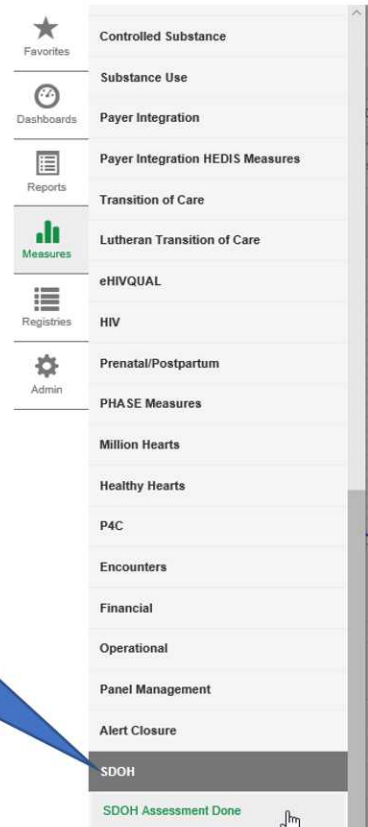 Favorites
Dashboards
Reports
Measures
Registries
Admin
Controlled Substance
Substance Use
Payer Integration
Payer Integration HEDIS Measures
Transition of Care
Lutheran Transition of Care
eHIVQUAL
HIV
Prenatal/Postpartum
PHASE Measures
Million Hearts
Healthy Hearts
P4C
Encounters
Financial
Operational
Panel Management
Alert Closure
SDOH
SDOH Assessment Done